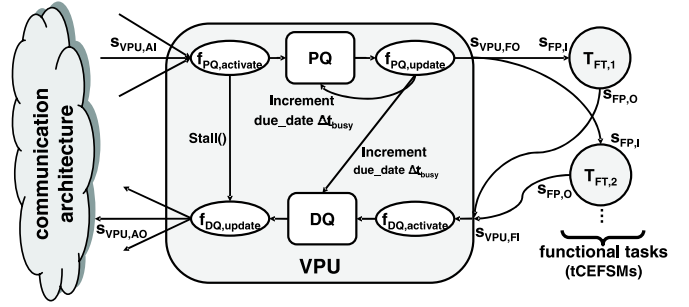 communication
architecture
s_VPU,AI
f_PQ,activate
PQ
f_PQ,update
s_VPU,FO
s_FP,I
T_FT,1
s_FP,O
Increment
due_date Δt_busy
Stall()
Increment
due_date Δt_busy
s_FP,I
T_FT,2
s_FP,O
f_DQ,update
DQ
f_DQ,activate
s_VPU,AO
s_VPU,FI
VPU
functional tasks
(tCEFSMs)